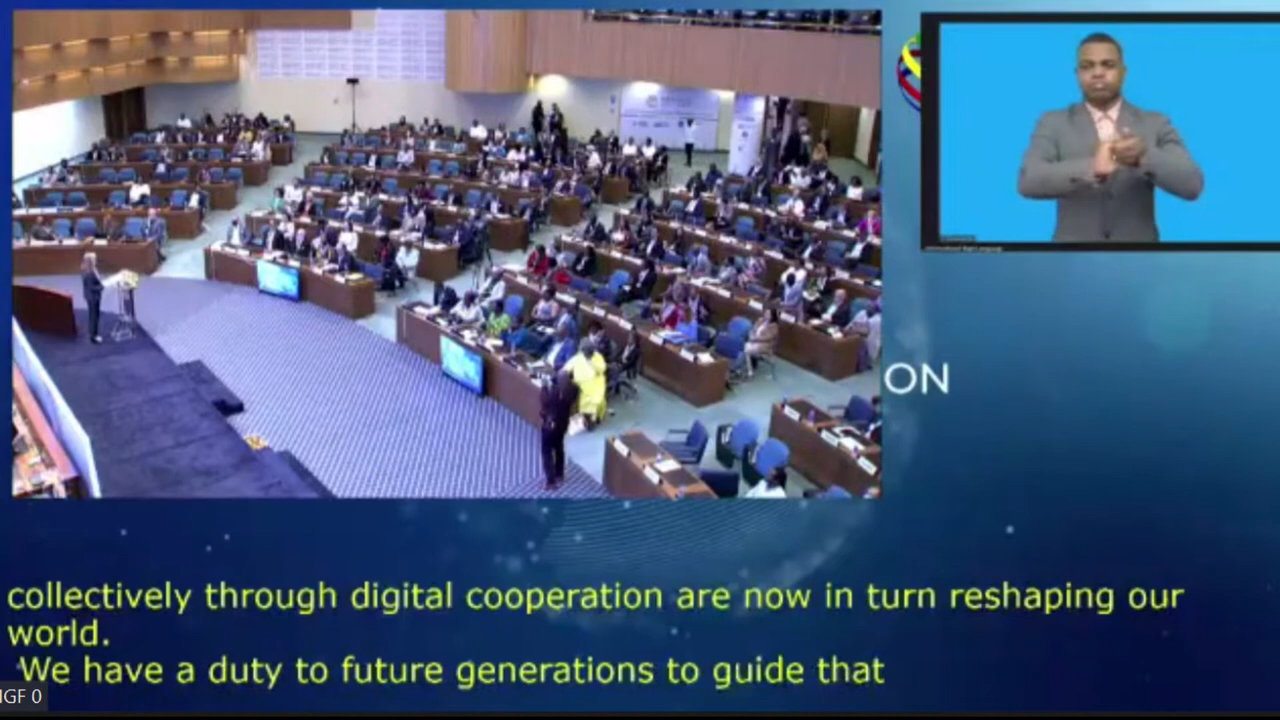 ON
collectively through digital cooperation are now in turn reshaping our
world.
We have a duty to future generations to guide that
IGF 0